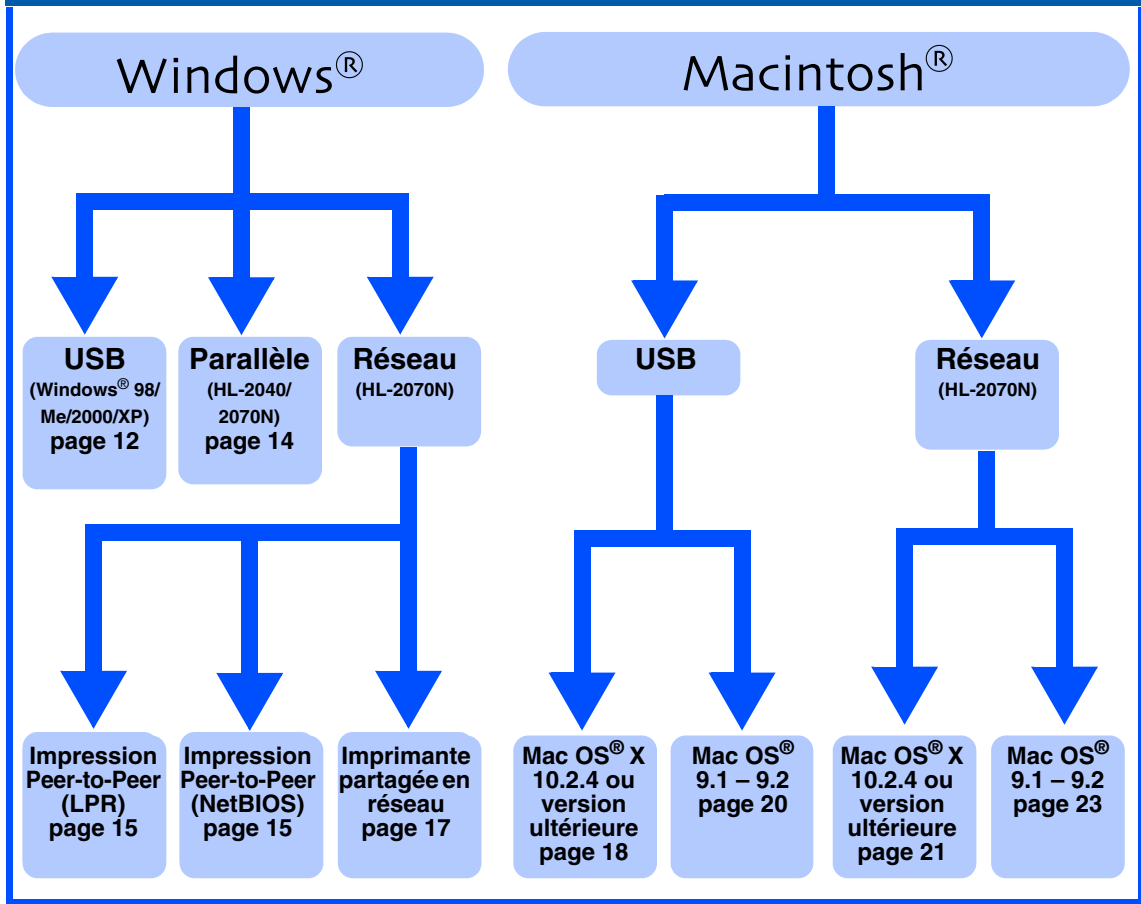 Windows®
Macintosh®
USB
(Windows® 98/
Me/2000/XP)
page 12
Parallèle
(HL-2040/
2070N)
page 14
Réseau
(HL-2070N)
USB
Réseau
(HL-2070N)
Impression
Peer-to-Peer
(LPR)
page 15
Impression
Peer-to-Peer
(NetBIOS)
page 15
Imprimante
partagée en
réseau
page 17
Mac OS® X
10.2.4 ou
version
ultérieure
page 18
Mac OS®
9.1 – 9.2
page 20
Mac OS® X
10.2.4 ou
version
ultérieure
page 21
Mac OS®
9.1 – 9.2
page 23